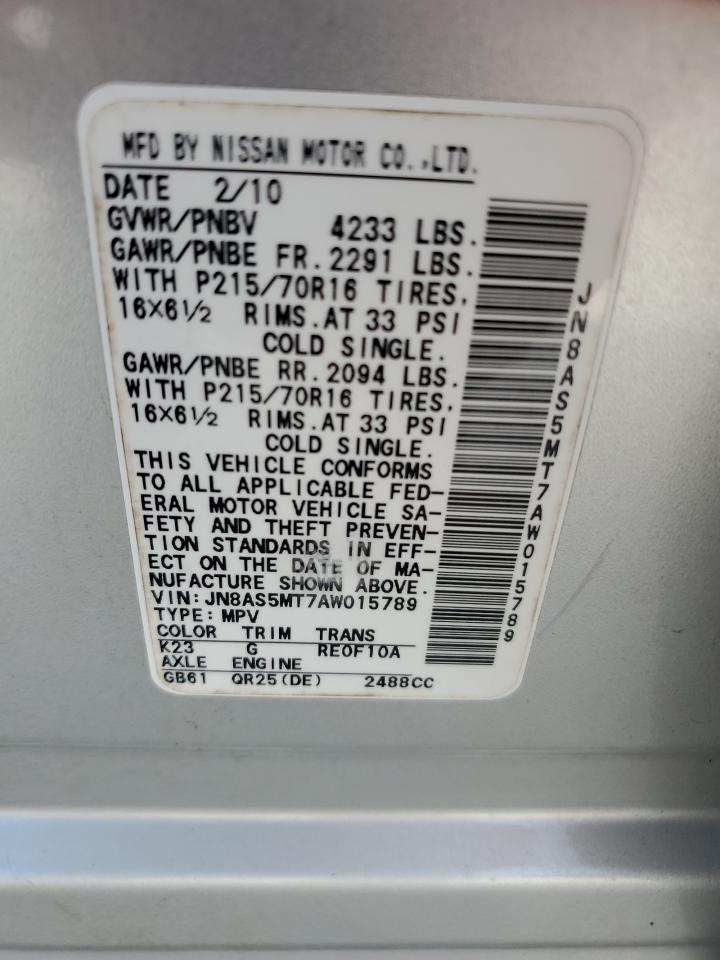 MFD BY NISSAN MOTOR CO.,LTD.
DATE 2/10
GVWR/PNBV 4233 LBS.
GAWR/PNBE FR.2291 LBS.
WITH P215/70R16 TIRES,
16X6½ RIMS.AT 33 PSI
COLD SINGLE.
GAWR/PNBE RR.2094 LBS.
WITH P215/70R16 TIRES,
16X6½ RIMS.AT 33 PSI
COLD SINGLE.
THIS VEHICLE CONFORMS
TO ALL APPLICABLE FED-
ERAL MOTOR VEHICLE SA-
FETY AND THEFT PREVEN-
TION STANDARDS IN EFF-
ECT ON THE DATE OF MA-
NUFACTURE SHOWN ABOVE.
VIN: JN8AS5MT7AW015789
TYPE: MPV
COLOR TRIM TRANS
K23 G RE0F10A
AXLE ENGINE
GB61 QR25(DE) 2488CC
JN8AS5MT7AW015789